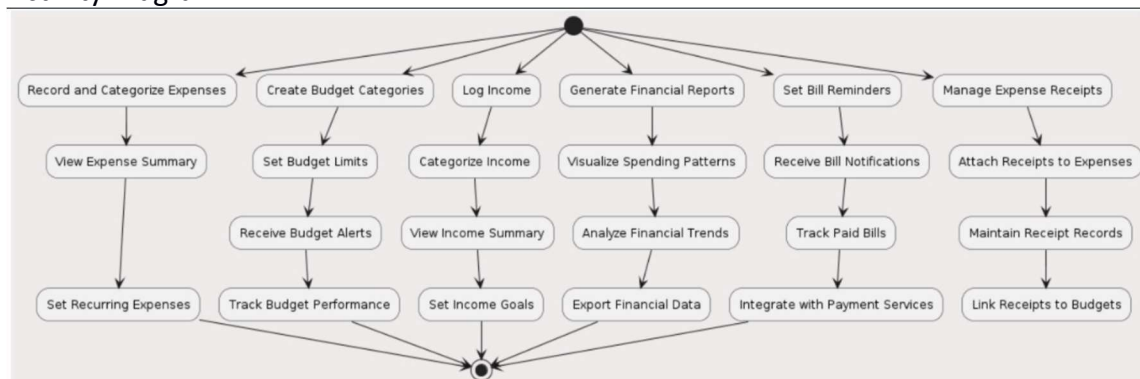 Record and Categorize Expenses
Create Budget Categories
Log Income
Generate Financial Reports
Set Bill Reminders
Manage Expense Receipts
View Expense Summary
Set Budget Limits
Categorize Income
Visualize Spending Patterns
Receive Bill Notifications
Attach Receipts to Expenses
Receive Budget Alerts
View Income Summary
Analyze Financial Trends
Track Paid Bills
Maintain Receipt Records
Set Recurring Expenses
Track Budget Performance
Set Income Goals
Export Financial Data
Integrate with Payment Services
Link Receipts to Budgets